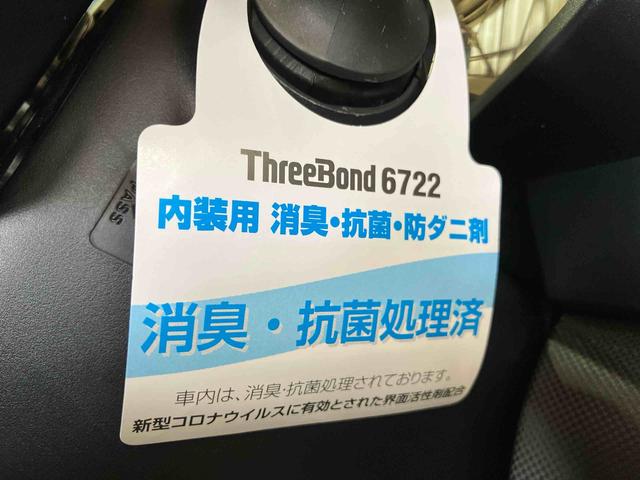 ThreeBond 6722
内装用 消臭・抗菌・防ダニ剤
消臭・抗菌処理済
車内は、消臭・抗菌処理されております。
新型コロナウイルスに有効とされた界面活性剤配合